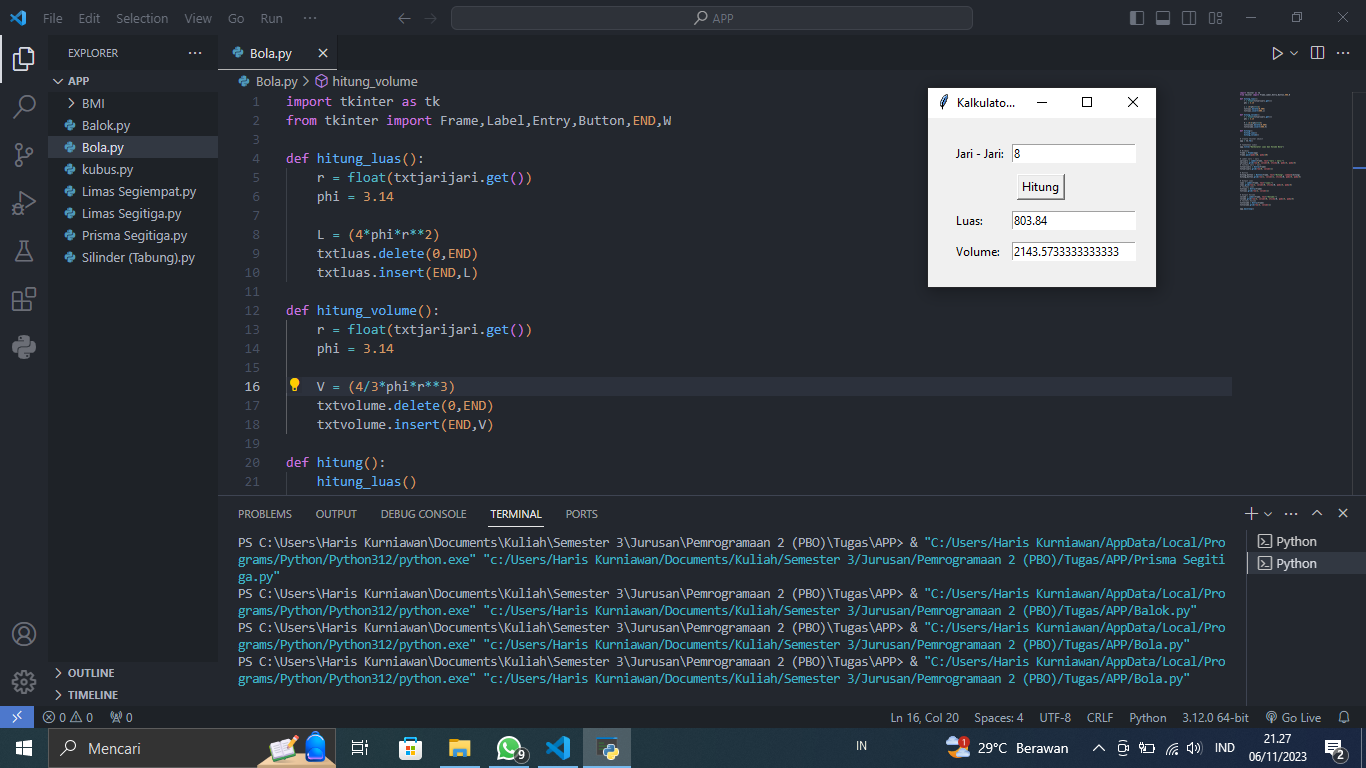 File Edit Selection View Go Run ··· APP
EXPLORER ···
APP
BMI
Balok.py
Bola.py
kubus.py
Limas Segiempat.py
Limas Segitiga.py
Prisma Segitiga.py
Silinder (Tabung).py
OUTLINE
TIMELINE
Bola.py
Bola.py > hitung_volume
1 import tkinter as tk
2 from tkinter import Frame,Label,Entry,Button,END,W
3
4 def hitung_luas():
5 r = float(txtjarijari.get())
6 phi = 3.14
7
8 L = (4*phi*r**2)
9 txtluas.delete(0,END)
10 txtluas.insert(END,L)
11
12 def hitung_volume():
13 r = float(txtjarijari.get())
14 phi = 3.14
15
16 V = (4/3*phi*r**3)
17 txtvolume.delete(0,END)
18 txtvolume.insert(END,V)
19
20 def hitung():
21 hitung_luas()
Kalkulato...
Jari - Jari: 8
Hitung
Luas: 803.84
Volume: 2143.5733333333333
PROBLEMS OUTPUT DEBUG CONSOLE TERMINAL PORTS
PS C:\Users\Haris Kurniawan\Documents\Kuliah\Semester 3\Jurusan\Pemrogramaan 2 (PBO)\Tugas\APP> & "C:/Users/Haris Kurniawan/AppData/Local/Pro
grams/Python/Python312/python.exe" "c:/Users/Haris Kurniawan/Documents/Kuliah/Semester 3/Jurusan/Pemrogramaan 2 (PBO)/Tugas/APP/Prisma Segiti
ga.py"
PS C:\Users\Haris Kurniawan\Documents\Kuliah\Semester 3\Jurusan\Pemrogramaan 2 (PBO)\Tugas\APP> & "C:/Users/Haris Kurniawan/AppData/Local/Pro
grams/Python/Python312/python.exe" "c:/Users/Haris Kurniawan/Documents/Kuliah/Semester 3/Jurusan/Pemrogramaan 2 (PBO)/Tugas/APP/Balok.py"
PS C:\Users\Haris Kurniawan\Documents\Kuliah\Semester 3\Jurusan\Pemrogramaan 2 (PBO)\Tugas\APP> & "C:/Users/Haris Kurniawan/AppData/Local/Pro
grams/Python/Python312/python.exe" "c:/Users/Haris Kurniawan/Documents/Kuliah/Semester 3/Jurusan/Pemrogramaan 2 (PBO)/Tugas/APP/Bola.py"
PS C:\Users\Haris Kurniawan\Documents\Kuliah\Semester 3\Jurusan\Pemrogramaan 2 (PBO)\Tugas\APP> & "C:/Users/Haris Kurniawan/AppData/Local/Pro
grams/Python/Python312/python.exe" "c:/Users/Haris Kurniawan/Documents/Kuliah/Semester 3/Jurusan/Pemrogramaan 2 (PBO)/Tugas/APP/Bola.py"
Python
Python
0 0 0 Ln 16, Col 20 Spaces: 4 UTF-8 CRLF Python 3.12.0 64-bit Go Live
Mencari 9 IN 1 29°C Berawan IND 21.27
06/11/2023 2